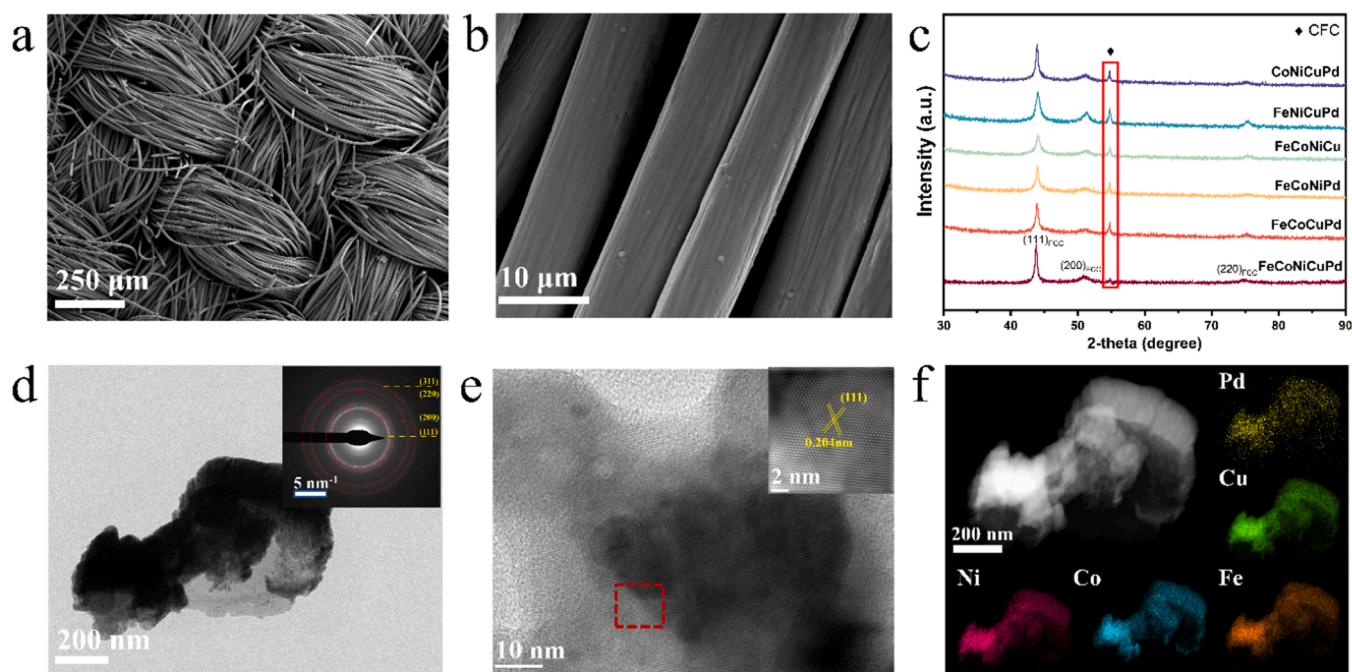 a
250 µm
b
10 µm
c
◆ CFC
CoNiCuPd
FeNiCuPd
FeCoNiCu
FeCoNiPd
FeCoCuPd
(111)FCC
(200)FCC
(220)FCC
FeCoNiCuPd
Intensity (a.u.)
30 40 50 60 70 80 90
2-theta (degree)
d
(311)
(220)
(200)
(111)
5 nm⁻¹
200 nm
e
(111)
0.204nm
2 nm
10 nm
f
Pd
Cu
200 nm
Ni
Co
Fe